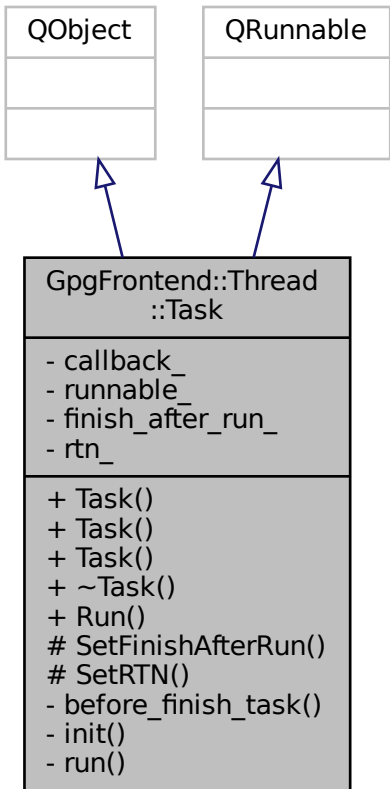 QObject
QRunnable
GpgFrontend::Thread
::Task
- callback_
- runnable_
- finish_after_run_
- rtn_
+ Task()
+ Task()
+ Task()
+ ~Task()
+ Run()
# SetFinishAfterRun()
# SetRTN()
- before_finish_task()
- init()
- run()